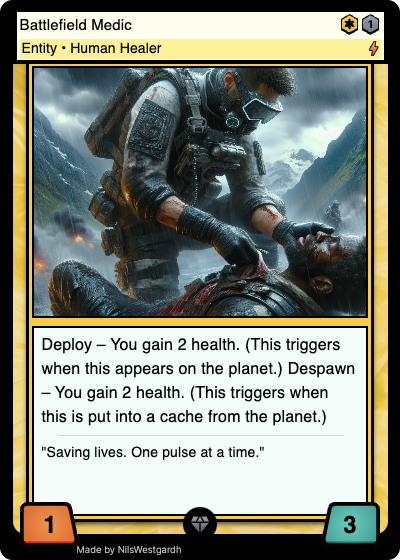 Battlefield Medic
1
Entity • Human Healer
Deploy – You gain 2 health. (This triggers
when this appears on the planet.) Despawn
– You gain 2 health. (This triggers when
this is put into a cache from the planet.)
"Saving lives. One pulse at a time."
1
3
Made by NilsWestgardh